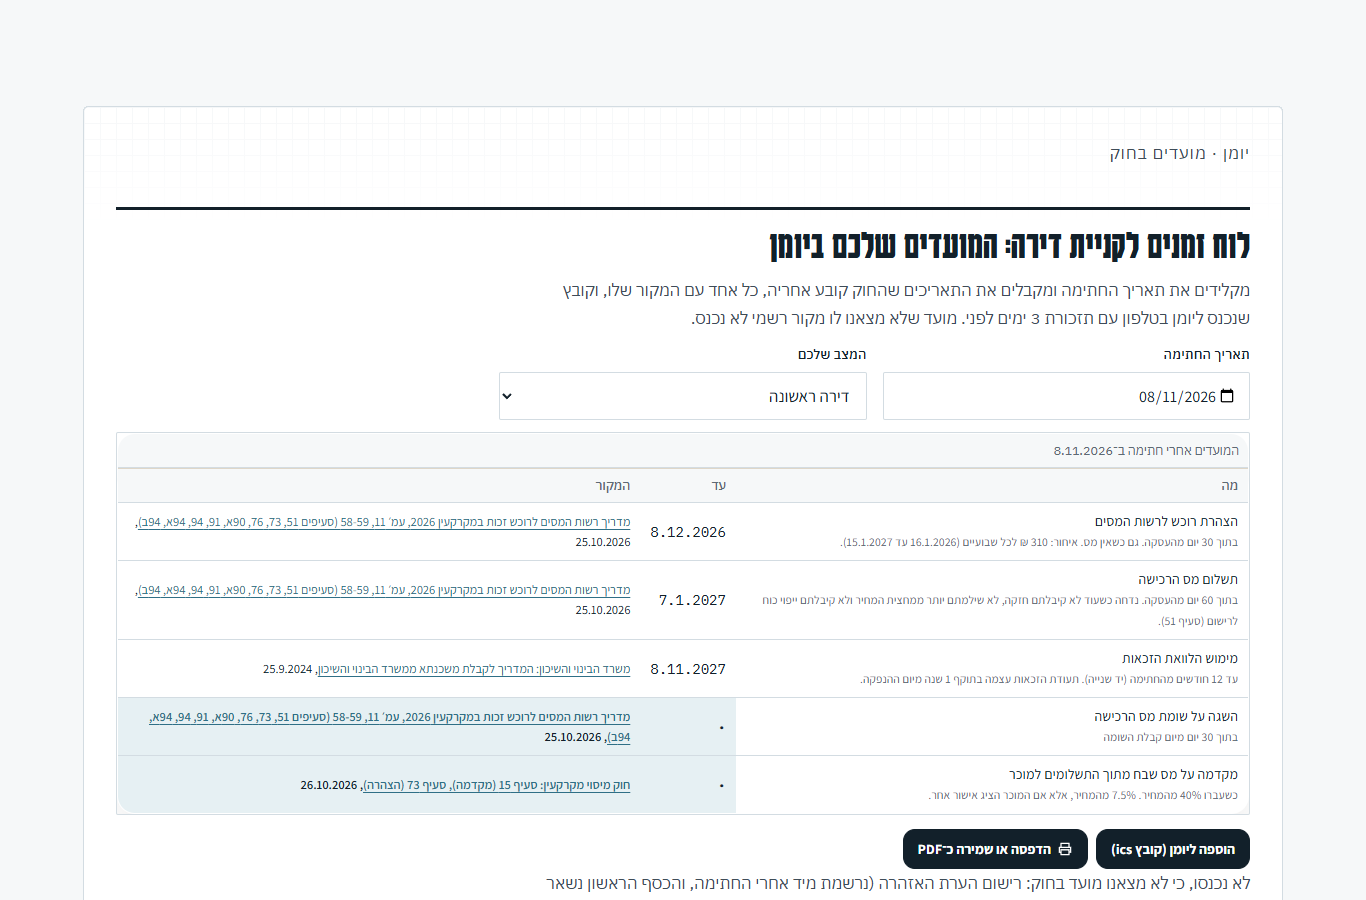 יומן · מועדים בחוק
לוח זמנים לקניית דירה: המועדים שלכם ביומן
מקלידים את תאריך החתימה ומקבלים את התאריכים שהחוק קובע אחריה, כל אחד עם המקור שלו, וקובץ
שנכנס ליומן בטלפון עם תזכורת 3 ימים לפני. מועד שלא מצאנו לו מקור רשמי לא נכנס.
תאריך החתימה
08/11/2026
המצב שלכם
דירה ראשונה
המועדים אחרי חתימה ב־8.11.2026
מה עד המקור
הצהרת רוכש לרשות המסים
בתוך 30 יום מהעסקה. גם כשאין מס. איחור: 310 ₪ לכל שבועיים (16.1.2026 עד 15.1.2027).
8.12.2026
מדריך רשות המסים לרוכש זכות במקרקעין 2026, עמ׳ 11, 58-59 (סעיפים 51, 73, 76, 90א, 91, 94, 94א, 94ב),
25.10.2026
תשלום מס הרכישה
בתוך 60 יום מהעסקה. נדחה כשעוד לא קיבלתם חזקה, לא שילמתם יותר ממחצית המחיר ולא קיבלתם ייפוי כוח
לרישום (סעיף 51).
7.1.2027
מדריך רשות המסים לרוכש זכות במקרקעין 2026, עמ׳ 11, 58-59 (סעיפים 51, 73, 76, 90א, 91, 94, 94א, 94ב),
25.10.2026
מימוש הלוואת הזכאות
עד 12 חודשים מהחתימה (יד שנייה). תעודת הזכאות עצמה בתוקף 1 שנה מיום ההנפקה.
8.11.2027
משרד הבינוי והשיכון: המדריך לקבלת משכנתא ממשרד הבינוי והשיכון, 25.9.2024
השגה על שומת מס הרכישה
בתוך 30 יום מיום קבלת השומה
•
מדריך רשות המסים לרוכש זכות במקרקעין 2026, עמ׳ 11, 58-59 (סעיפים 51, 73, 76, 90א, 91, 94, 94א,
94ב), 25.10.2026
מקדמה על מס שבח מתוך התשלומים למוכר
כשעברו 40% מהמחיר. 7.5% מהמחיר, אלא אם המוכר הציג אישור אחר.
•
חוק מיסוי מקרקעין: סעיף 15 (מקדמה), סעיף 73 (הצהרה), 26.10.2026
הוספה ליומן (קובץ ics)
הדפסה או שמירה כ־PDF
לא נכנסו, כי לא מצאנו מועד בחוק: רישום הערת האזהרה (נרשמת מיד אחרי החתימה, והכסף הראשון נשאר